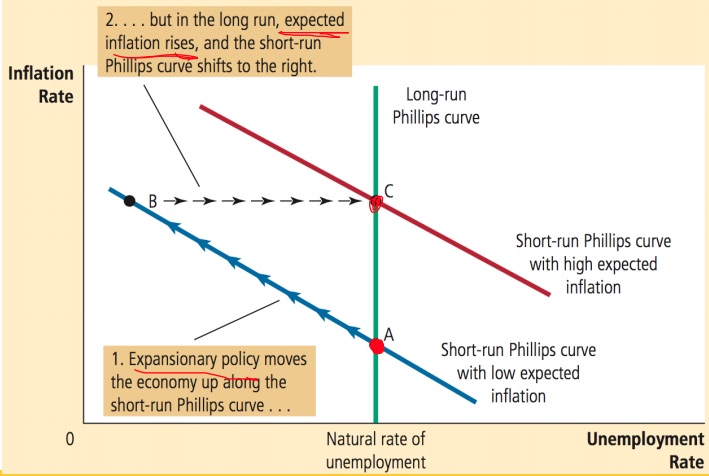 2. . . . but in the long run, expected
inflation rises, and the short-run
Phillips curve shifts to the right.
Inflation
Rate
Long-run
Phillips curve
B
C
Short-run Phillips curve
with high expected
inflation
A
1. Expansionary policy moves
the economy up along the
short-run Phillips curve . . .
Short-run Phillips curve
with low expected
inflation
0
Natural rate of
unemployment
Unemployment
Rate